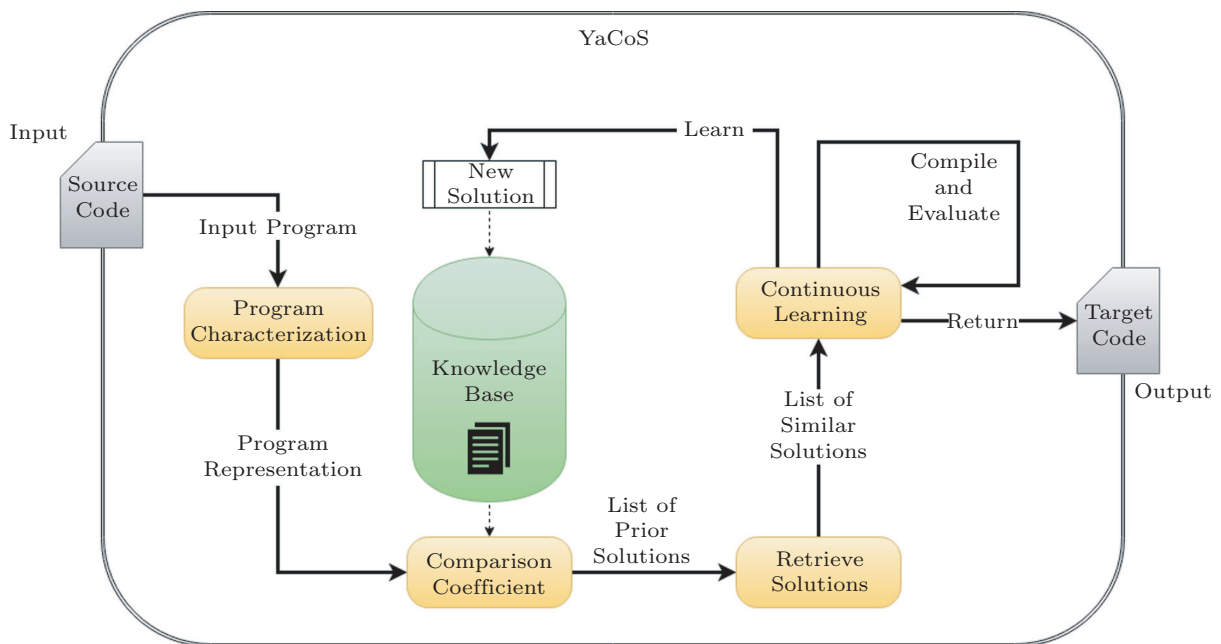 YaCoS
Input
Source
Code
Input Program
Program
Characterization
Program
Representation
Learn
New
Solution
Knowledge
Base
Comparison
Coefficient
List of
Prior
Solutions
Retrieve
Solutions
List of
Similar
Solutions
Continuous
Learning
Compile
and
Evaluate
Return
Target
Code
Output